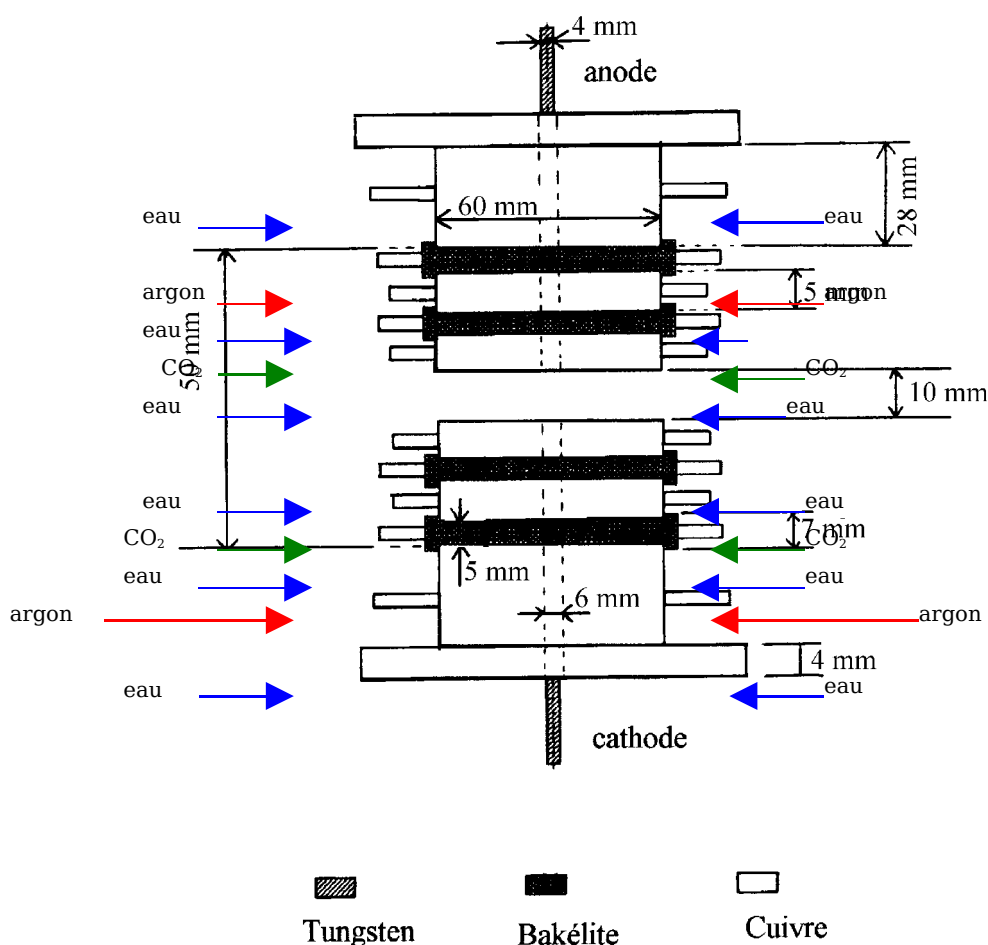 4 mm
anode
60 mm
28 mm
eau
eau
argon
5 mm
argon
eau
50 mm
CO₂
CO₂
10 mm
eau
eau
eau
eau
7 mm
CO₂
CO₂
5 mm
eau
eau
6 mm
argon
argon
4 mm
eau
eau
cathode
Tungsten
Bakélite
Cuivre